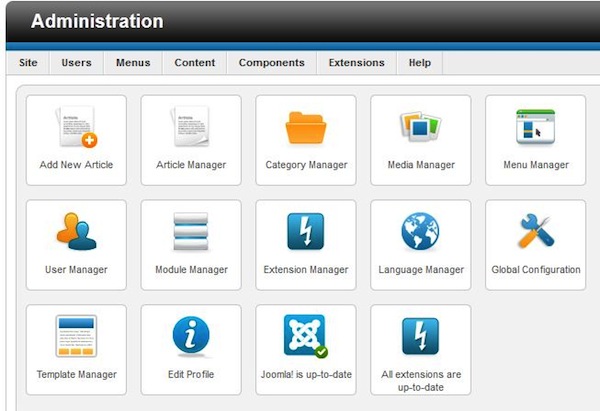 Administration
Site Users Menus Content Components Extensions Help
Add New Article Article Manager Category Manager Media Manager Menu Manager
User Manager Module Manager Extension Manager Language Manager Global Configuration
Template Manager Edit Profile Joomla! is up-to-date All extensions are
up-to-date